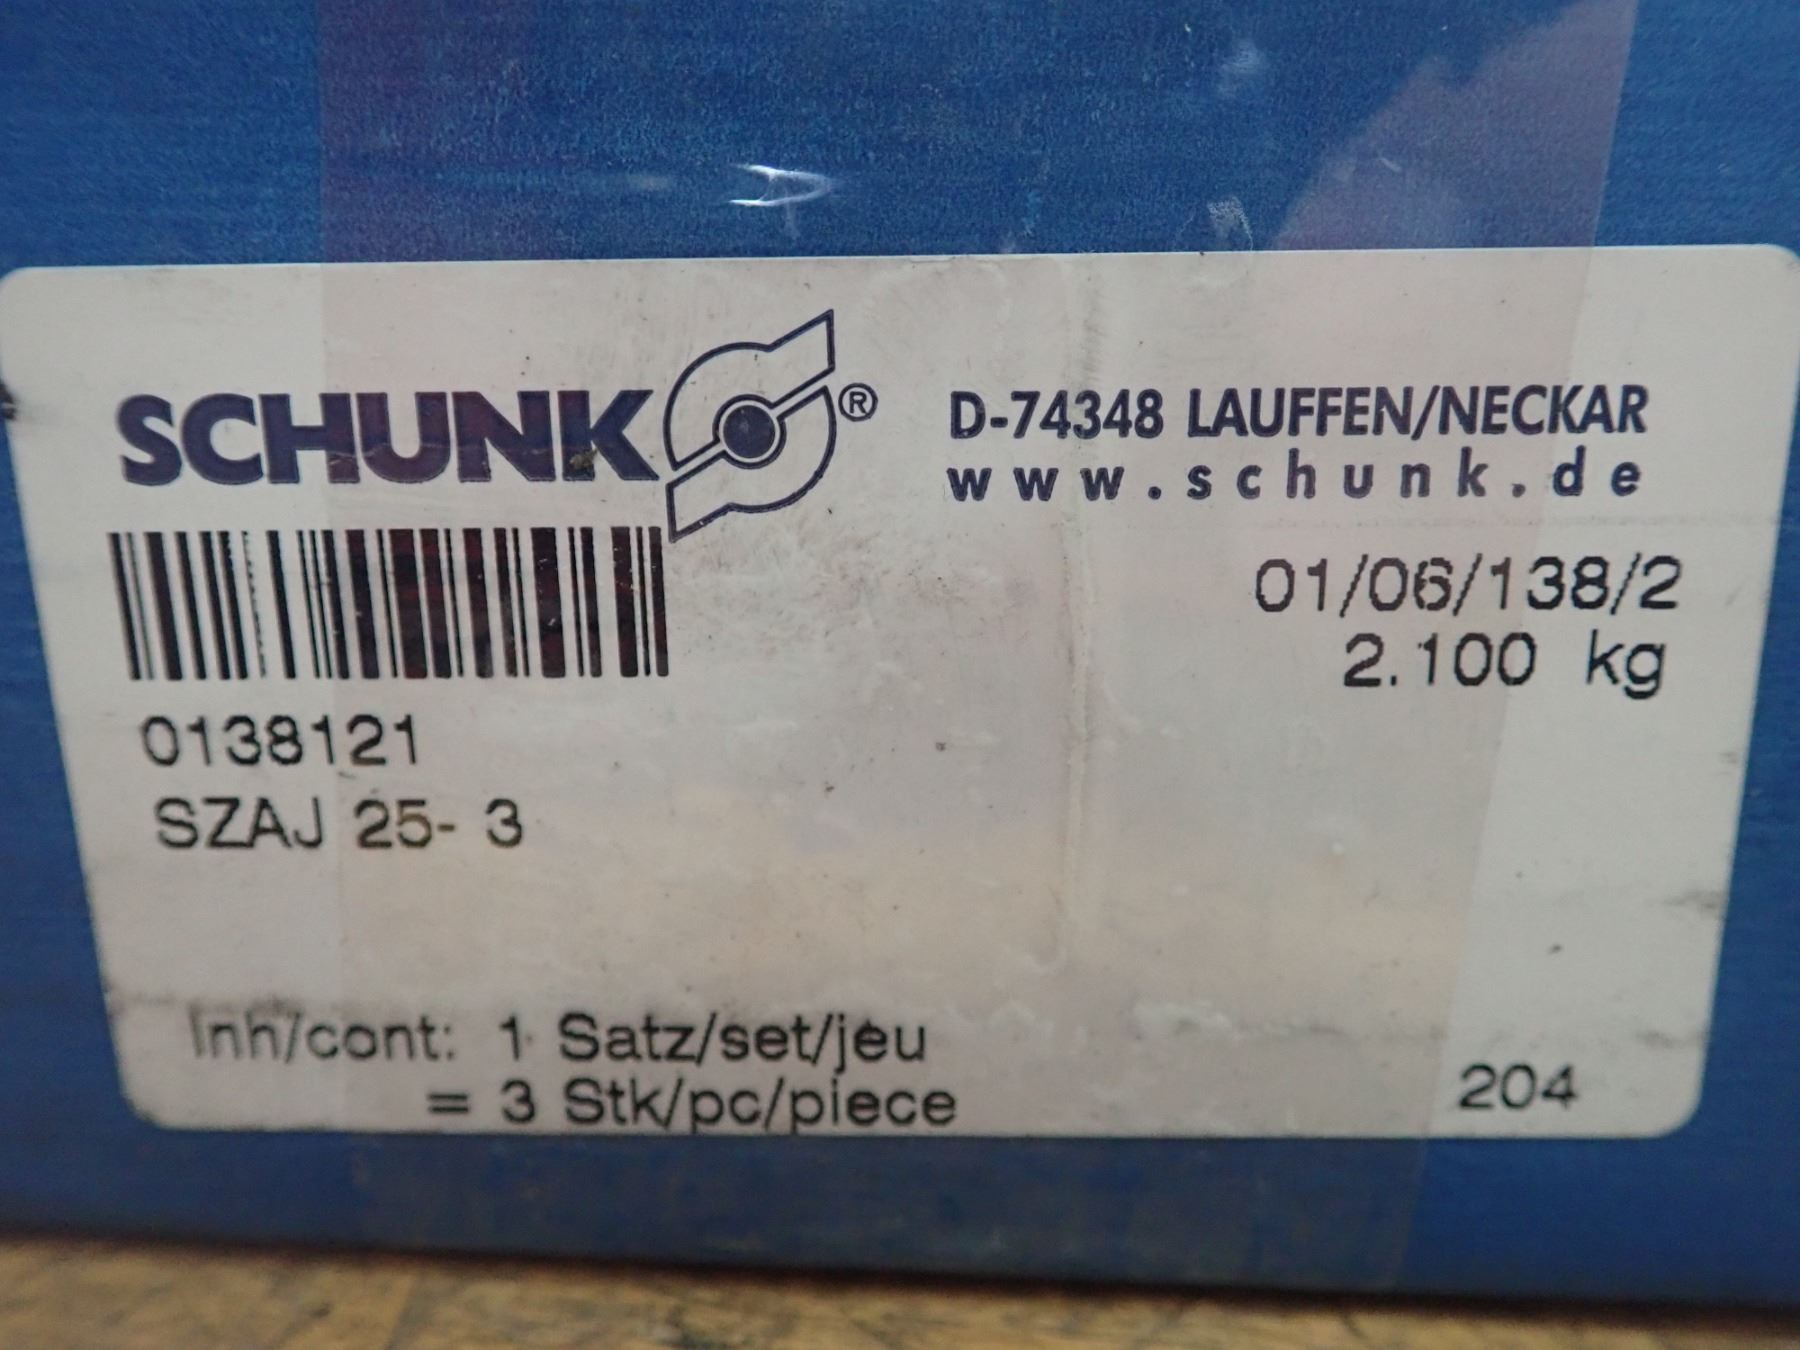 SCHUNK ®
D-74348 LAUFFEN/NECKAR
www.schunk.de
01/06/138/2
2.100 kg
0138121
SZAJ 25- 3
Inh/cont: 1 Satz/set/jeu
= 3 Stk/pc/piece
204